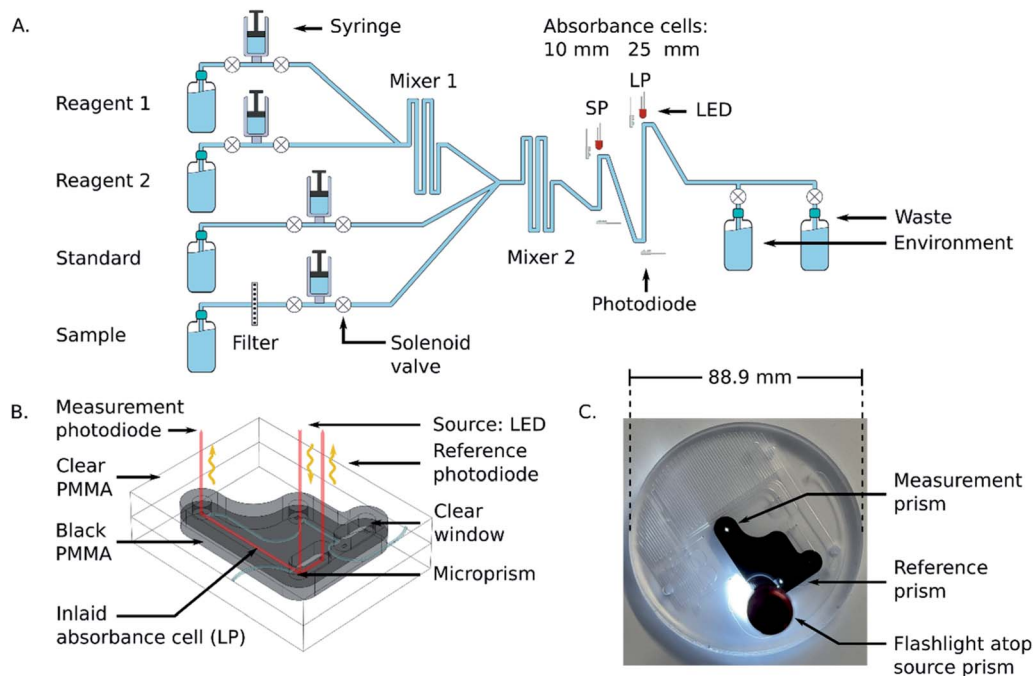 A.
Syringe
Absorbance cells:
10 mm 25 mm
Reagent 1
Mixer 1
SP
LP
LED
Reagent 2
Standard
Mixer 2
Waste
Environment
Photodiode
Sample
Filter
Solenoid
valve
B.
Measurement
photodiode
Source: LED
Reference
photodiode
Clear
PMMA
Clear
window
Black
PMMA
Microprism
Inlaid
absorbance cell (LP)
C.
88.9 mm
Measurement
prism
Reference
prism
Flashlight atop
source prism